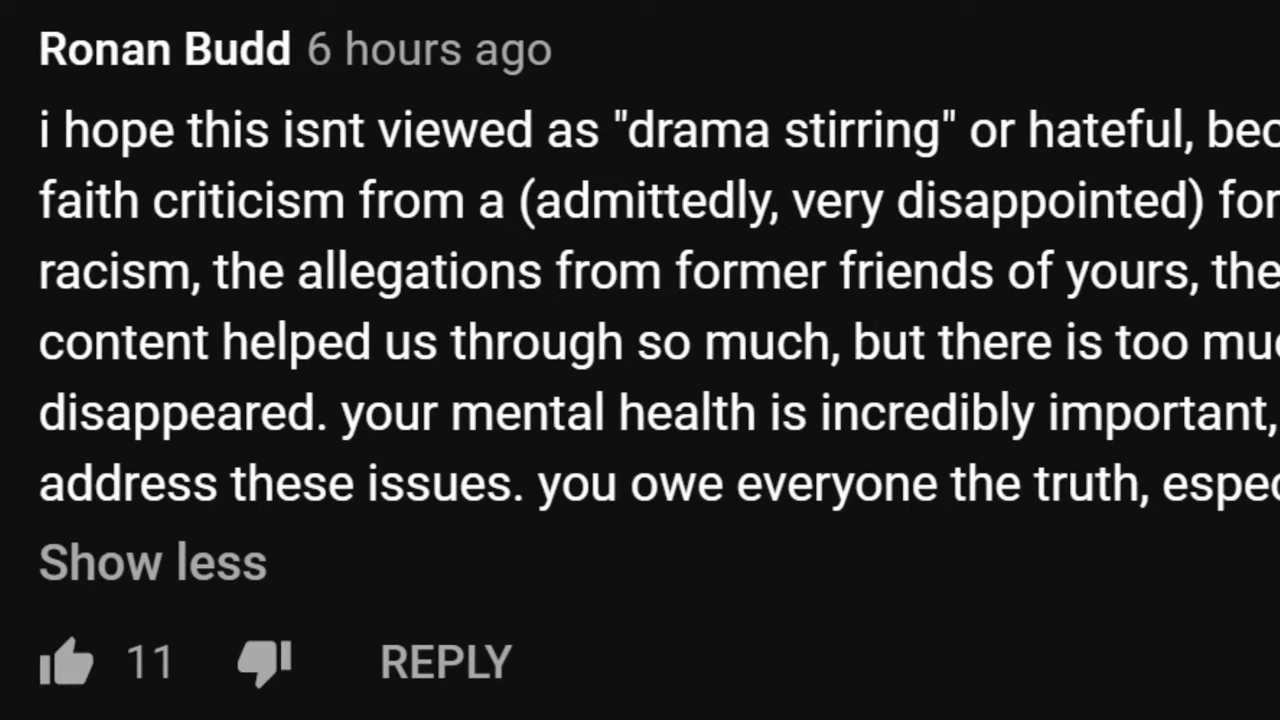 Ronan Budd 6 hours ago
i hope this isnt viewed as "drama stirring" or hateful, bec
faith criticism from a (admittedly, very disappointed) for
racism, the allegations from former friends of yours, the
content helped us through so much, but there is too muc
disappeared. your mental health is incredibly important,
address these issues. you owe everyone the truth, espec
Show less
11 REPLY